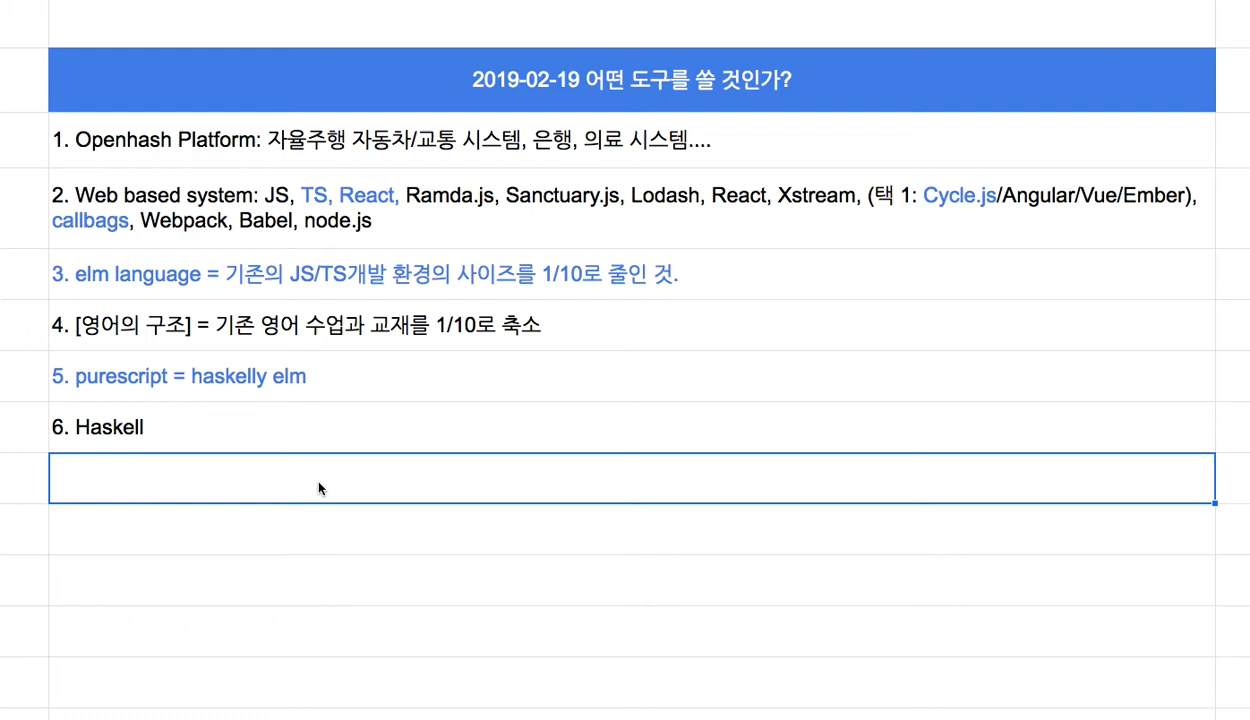 2019-02-19 어떤 도구를 쓸 것인가?
1. Openhash Platform: 자율주행 자동차/교통 시스템, 은행, 의료 시스템....
2. Web based system: JS, TS, React, Ramda.js, Sanctuary.js, Lodash, React, Xstream, (택 1: Cycle.js/Angular/Vue/Ember),
callbags, Webpack, Babel, node.js
3. elm language = 기존의 JS/TS개발 환경의 사이즈를 1/10로 줄인 것.
4. [영어의 구조] = 기존 영어 수업과 교재를 1/10로 축소
5. purescript = haskelly elm
6. Haskell